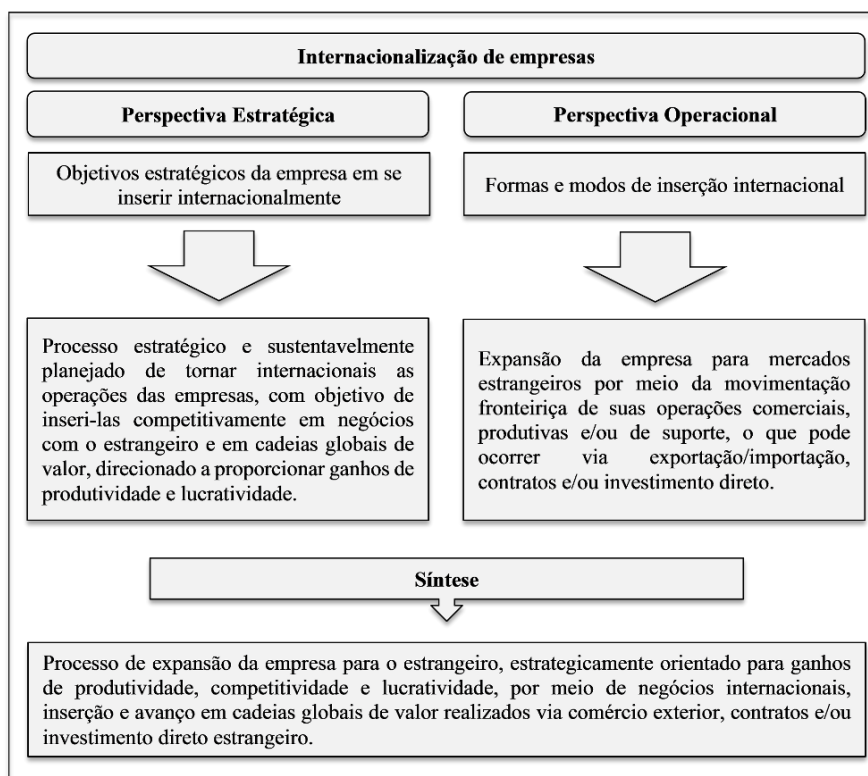 Internacionalização de empresas
Perspectiva Estratégica
Perspectiva Operacional
Objetivos estratégicos da empresa em se
inserir internacionalmente
Formas e modos de inserção internacional
Processo estratégico e sustentavelmente
planejado de tornar internacionais as
operações das empresas, com objetivo de
inseri-las competitivamente em negócios
com o estrangeiro e em cadeias globais de
valor, direcionado a proporcionar ganhos de
produtividade e lucratividade.
Expansão da empresa para mercados
estrangeiros por meio da movimentação
fronteiriça de suas operações comerciais,
produtivas e/ou de suporte, o que pode
ocorrer via exportação/importação,
contratos e/ou investimento direto.
Síntese
Processo de expansão da empresa para o estrangeiro, estrategicamente orientado para ganhos
de produtividade, competitividade e lucratividade, por meio de negócios internacionais,
inserção e avanço em cadeias globais de valor realizados via comércio exterior, contratos e/ou
investimento direto estrangeiro.